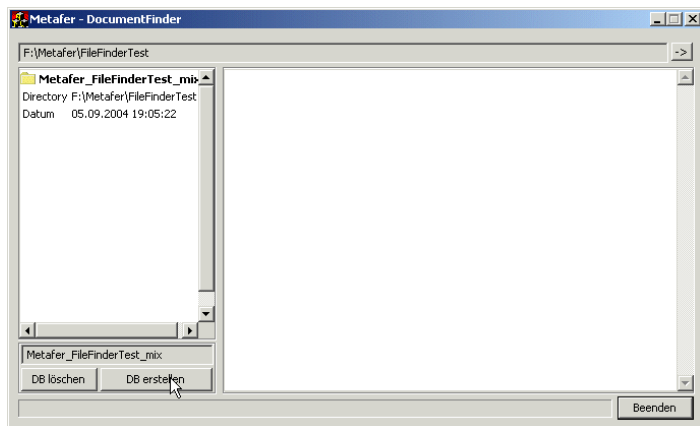 Metafer - DocumentFinder
F:\Metafer\FileFinderTest
->
Metafer_FileFinderTest_mix
Directory F:\Metafer\FileFinderTest
Datum 05.09.2004 19:05:22
Metafer_FileFinderTest_mix
DB löschen DB erstellen
Beenden